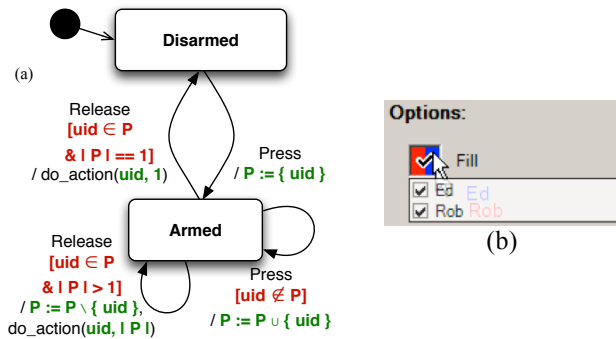 (a)
Disarmed
Release
[uid ∈ P
& | P | == 1]
/ do_action(uid, 1)
Press
/ P := { uid }
Armed
Release
[uid ∈ P
& | P | > 1]
/ P := P \ { uid },
do_action(uid, | P |)
Press
[uid ∉ P]
/ P := P ∪ { uid }
Options:
Fill
Ed Ed
Rob Rob
(b)